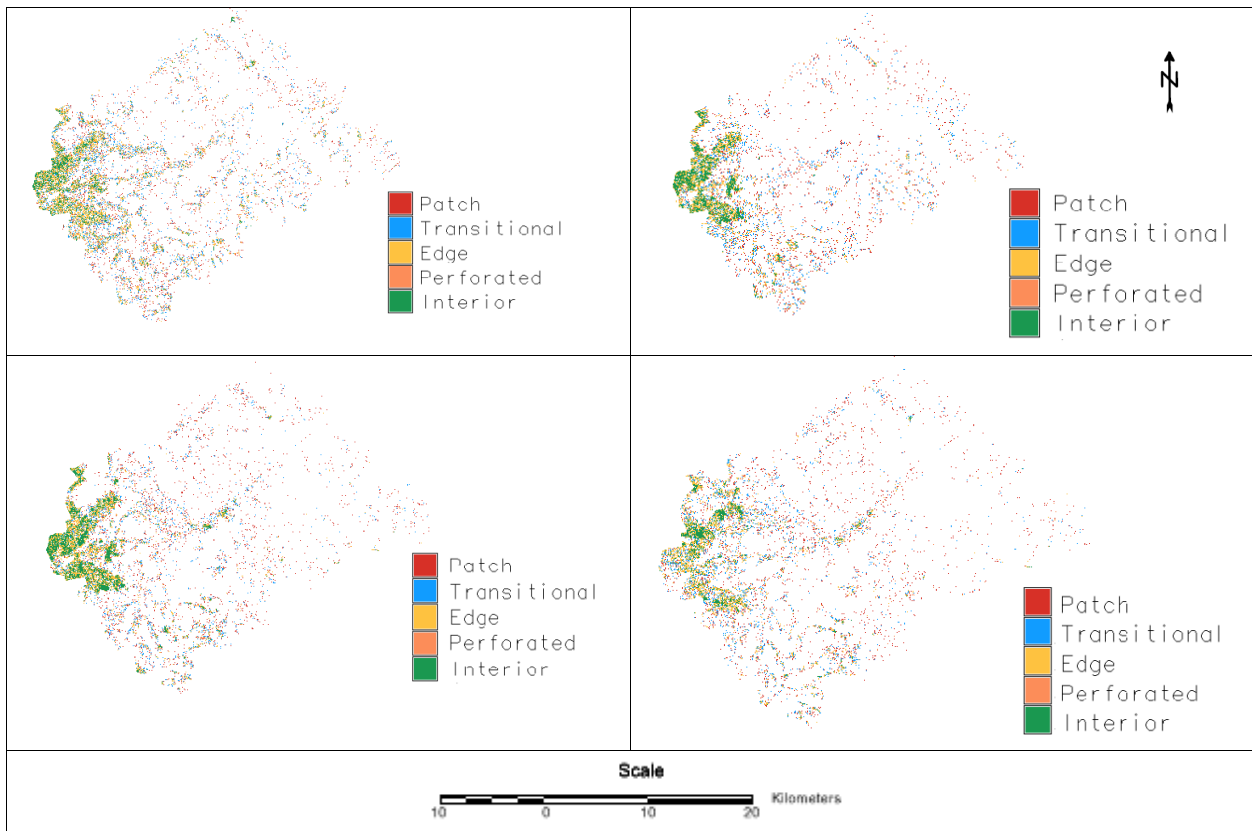 N
Patch
Transitional
Edge
Perforated
Interior
Patch
Transitional
Edge
Perforated
Interior
Patch
Transitional
Edge
Perforated
Interior
Patch
Transitional
Edge
Perforated
Interior
Scale
Kilometers
10 0 10 20